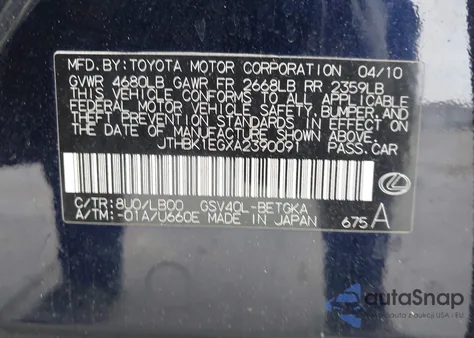 MFD.BY:TOYOTA MOTOR CORPORATION 04/10
GVWR 4680LB GAWR FR 2668LB RR 2359LB
THIS VEHICLE CONFORMS TO ALL APPLICABLE
FEDERAL MOTOR VEHICLE SAFETY,BUMPER,AND
THEFT PREVENTION STANDARDS IN EFFECT ON
THE DATE OF MANUFACTURE SHOWN ABOVE.
JTHBK1EGXA2390091 PASS.CAR
C/TR:8U0/LB00 GSV40L-BETGKA
A/TM:-01A/U660E MADE IN JAPAN 675 A
autoSnap